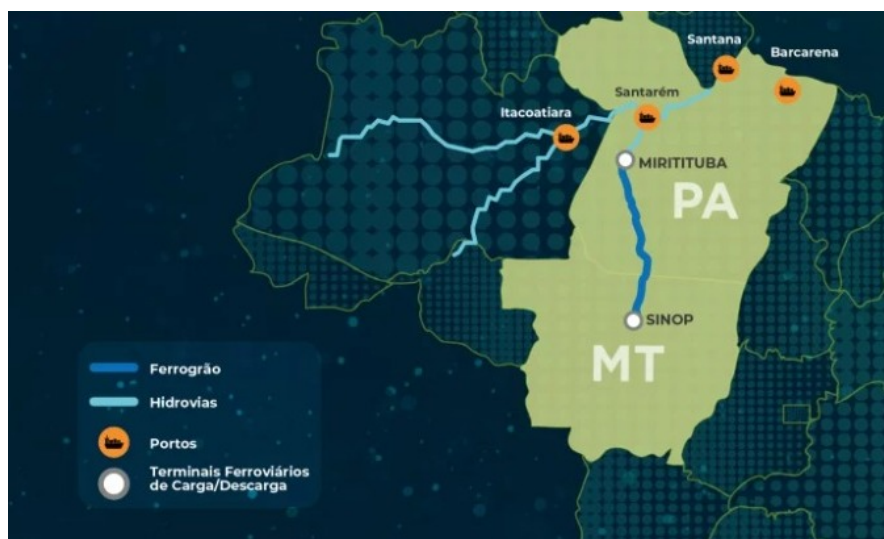 Santana
Barcarena
Santarém
Itacoatiara
MIRITITUBA
PA
SINOP
MT
Ferrogrão
Hidrovias
Portos
Terminais Ferroviários
de Carga/Descarga